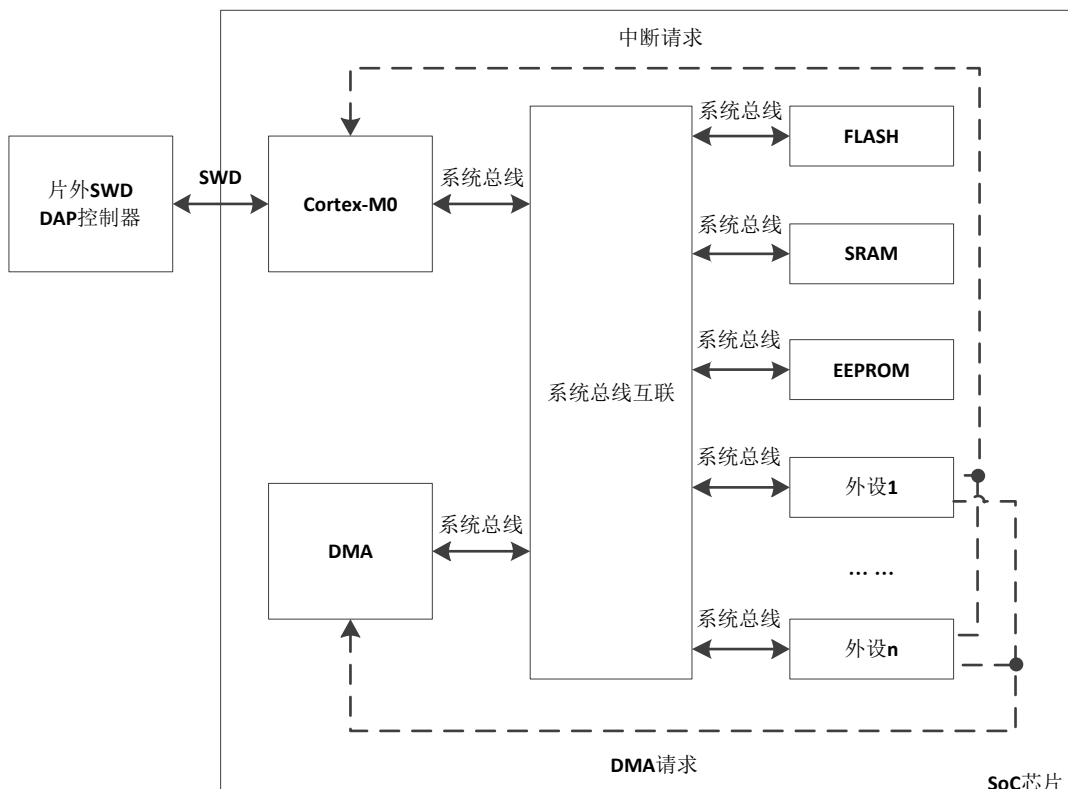 中断请求
系统总线
FLASH
片外SWD
DAP控制器
SWD
Cortex-M0
系统总线
系统总线
SRAM
系统总线
EEPROM
系统总线互联
系统总线
外设1
DMA
系统总线
... ...
系统总线
外设n
DMA请求
SoC芯片